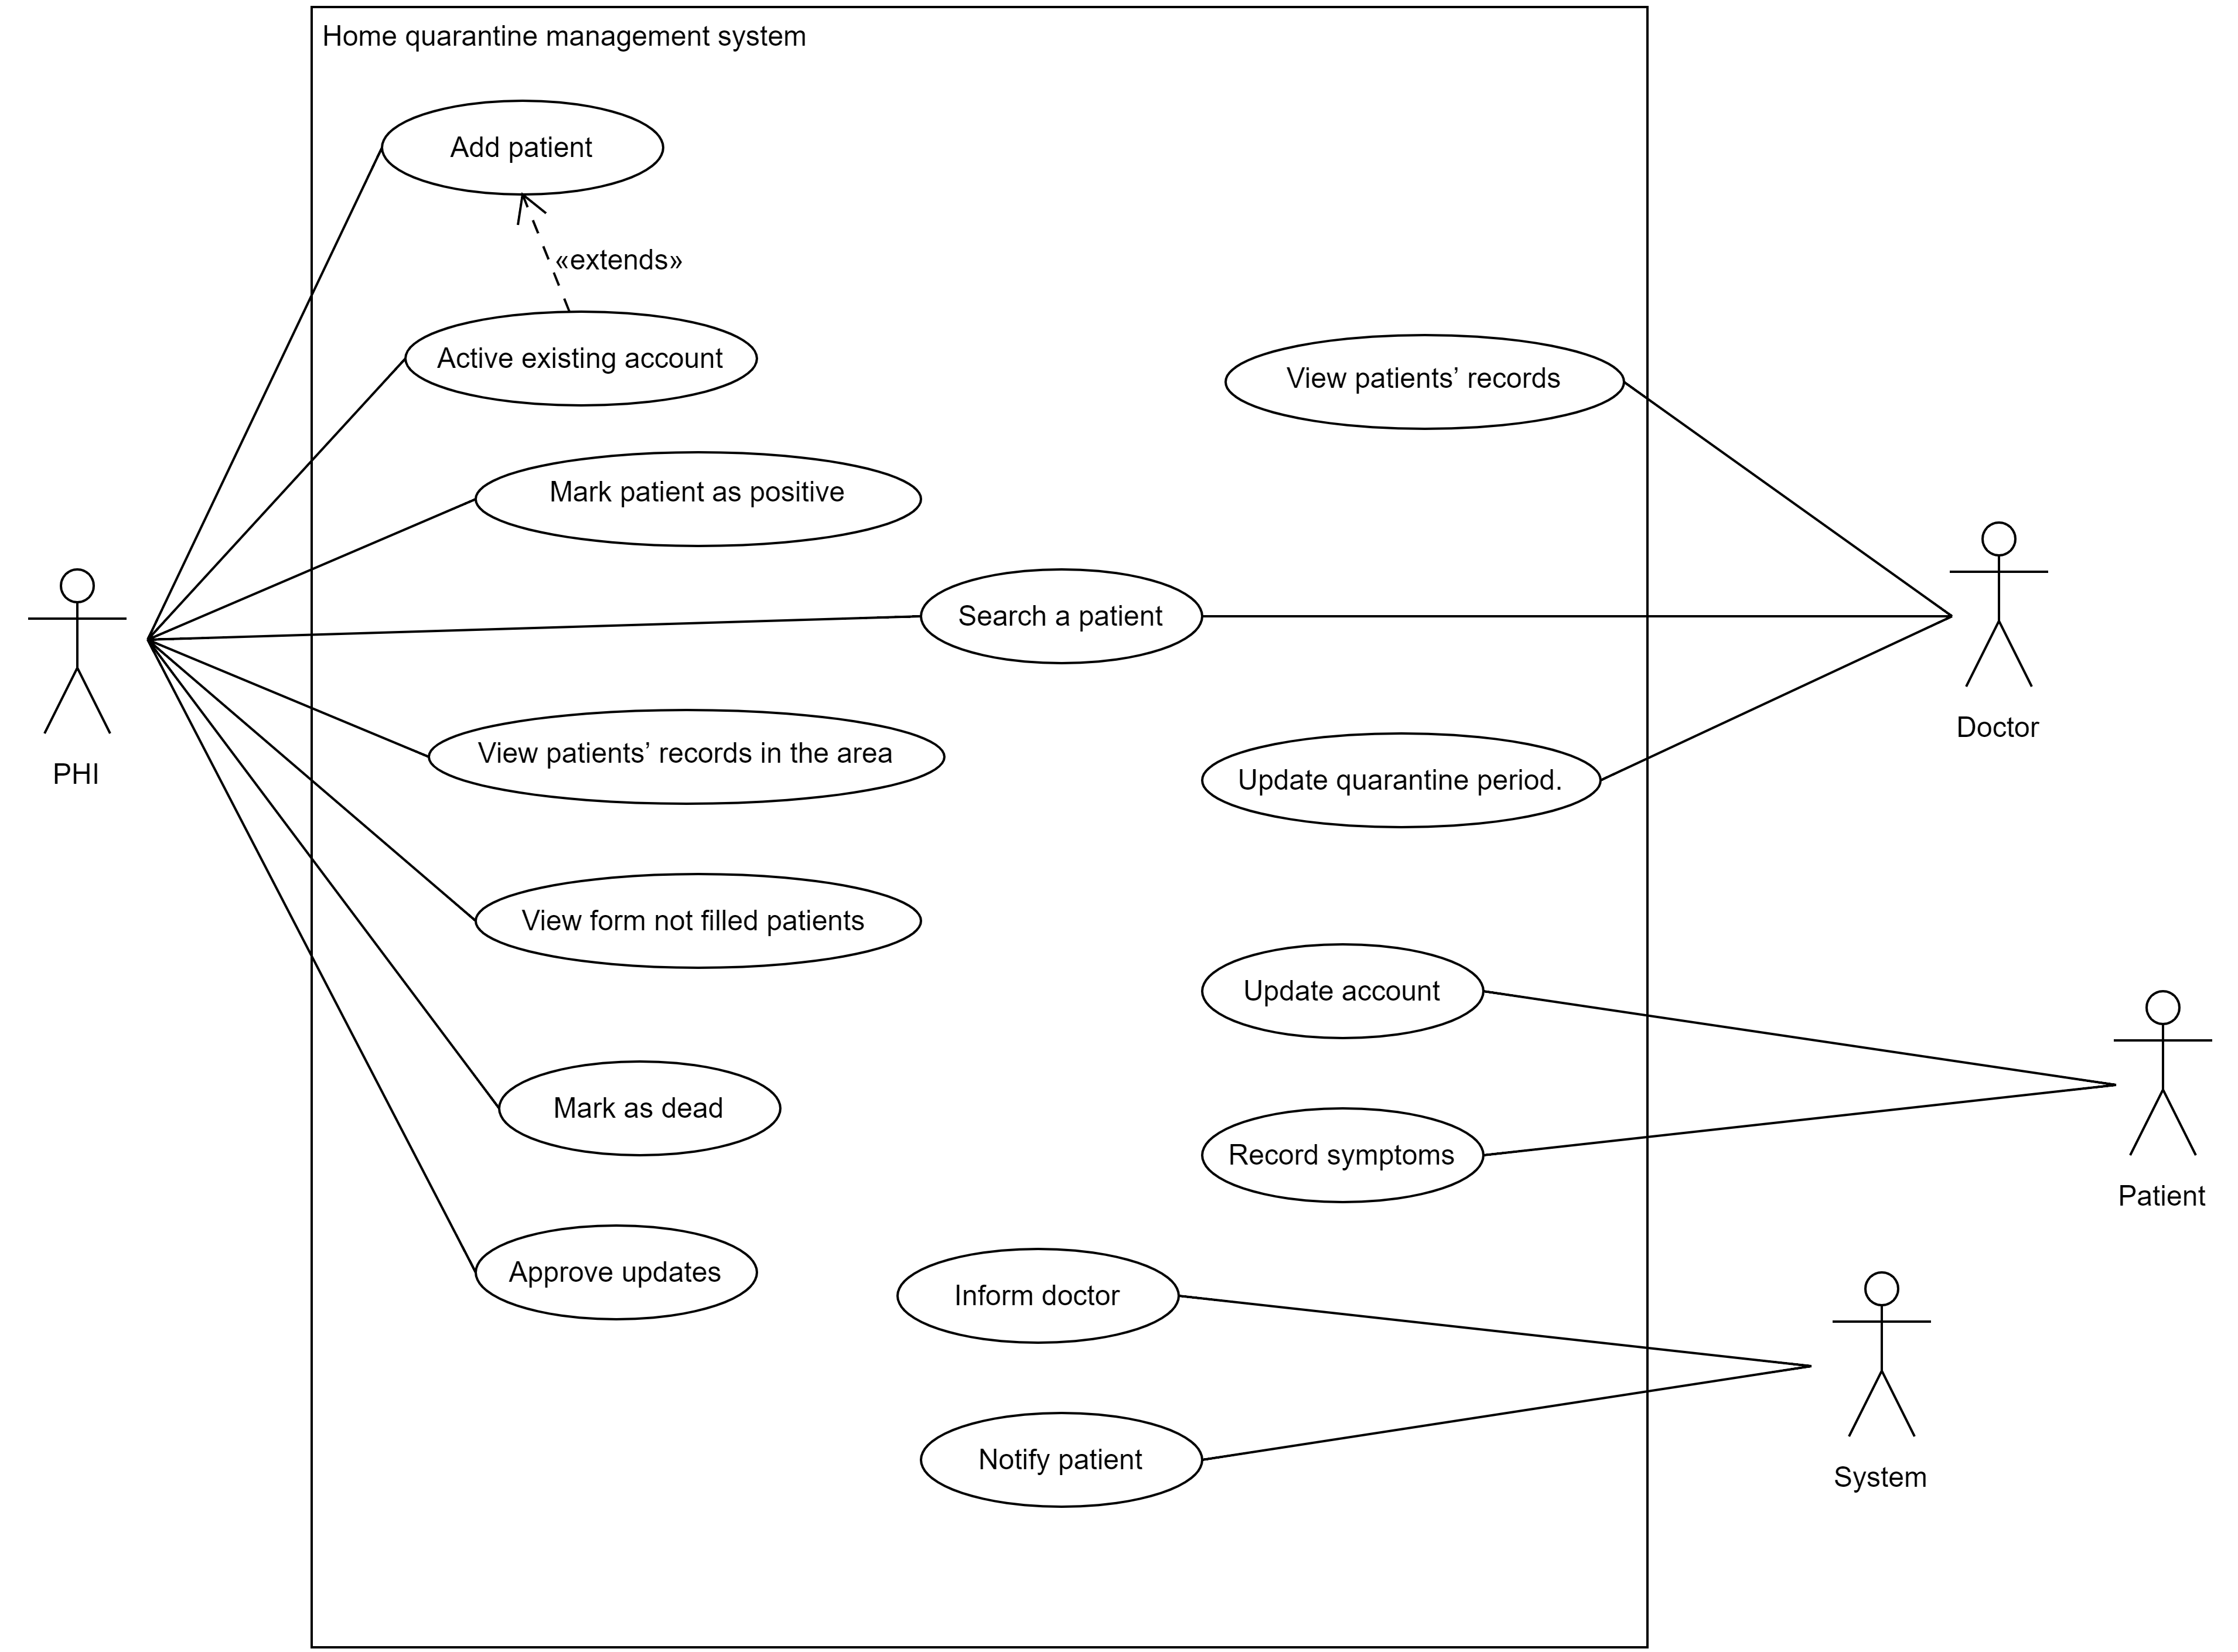 Home quarantine management system
Add patient
«extends»
Active existing account
View patients’ records
Mark patient as positive
Search a patient
Doctor
View patients’ records in the area
PHI
Update quarantine period.
View form not filled patients
Update account
Mark as dead
Record symptoms
Patient
Approve updates
Inform doctor
Notify patient
System